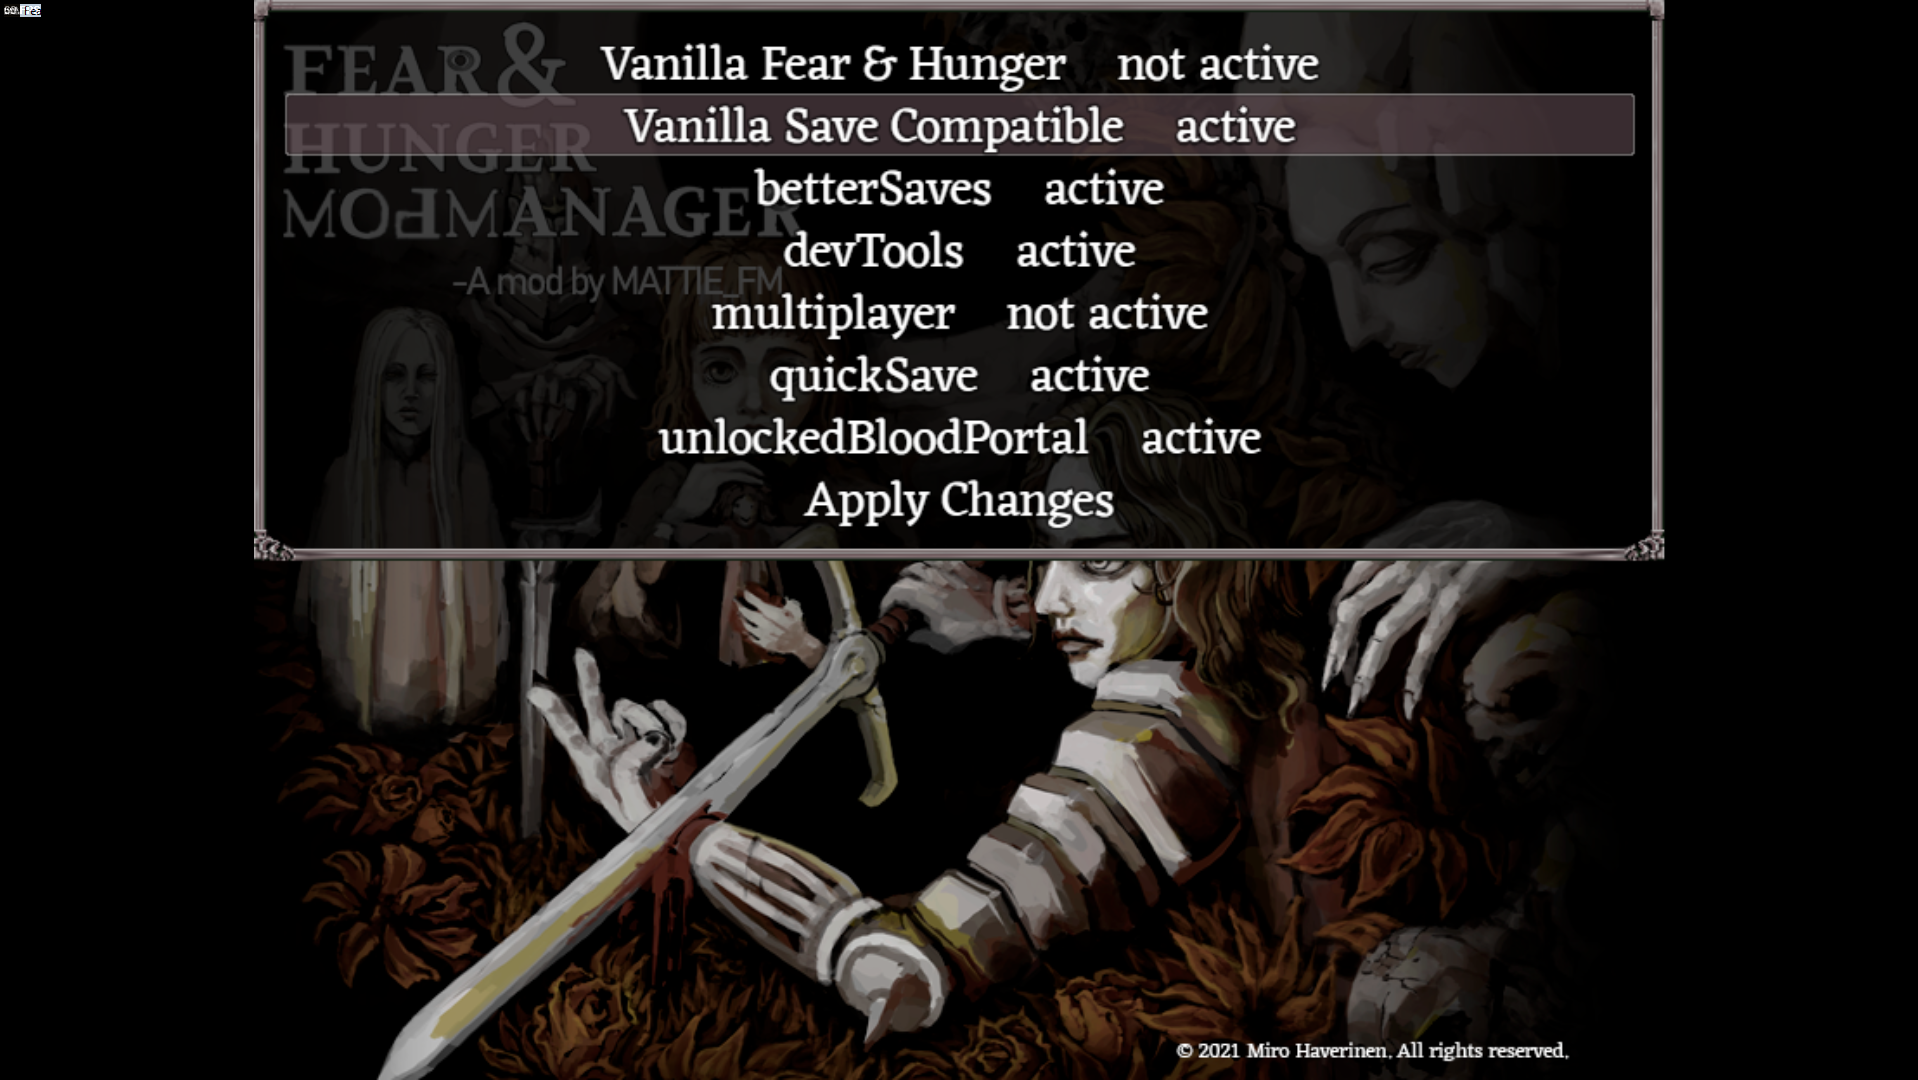 Vanilla Fear & Hunger not active
Vanilla Save Compatible active
betterSaves active
devTools active
multiplayer not active
quickSave active
unlockedBloodPortal active
Apply Changes
FEAR &
HUNGER
MODMANAGER
-A mod by MATTIE_FM
© 2021 Miro Haverinen, All rights reserved,